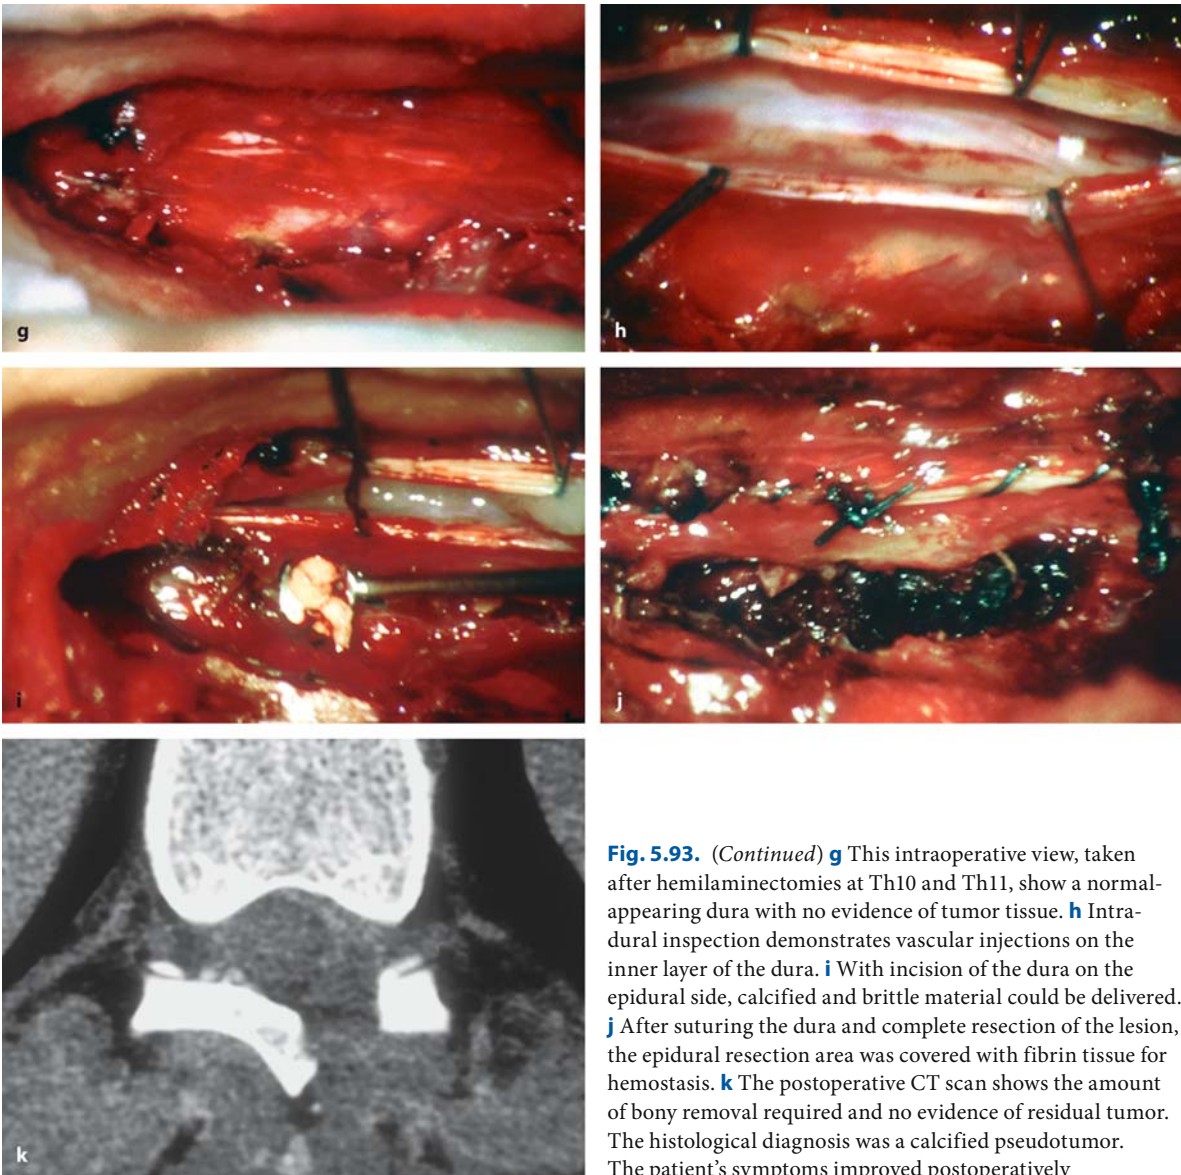 g
h
i
j
k
Fig. 5.93. (Continued) g This intraoperative view, taken
after hemilaminectomies at Th10 and Th11, show a normal-
appearing dura with no evidence of tumor tissue. h Intra-
dural inspection demonstrates vascular injections on the
inner layer of the dura. i With incision of the dura on the
epidural side, calcified and brittle material could be delivered.
j After suturing the dura and complete resection of the lesion,
the epidural resection area was covered with fibrin tissue for
hemostasis. k The postoperative CT scan shows the amount
of bony removal required and no evidence of residual tumor.
The histological diagnosis was a calcified pseudotumor.
The patient's symptoms improved postoperatively